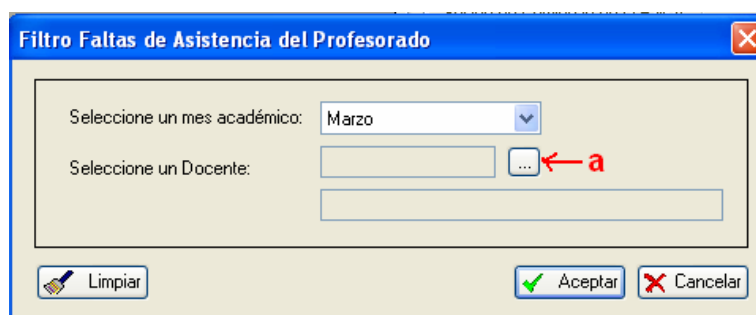 Filtro Faltas de Asistencia del Profesorado
Seleccione un mes académico: Marzo
Seleccione un Docente: ... a
Limpiar Aceptar Cancelar